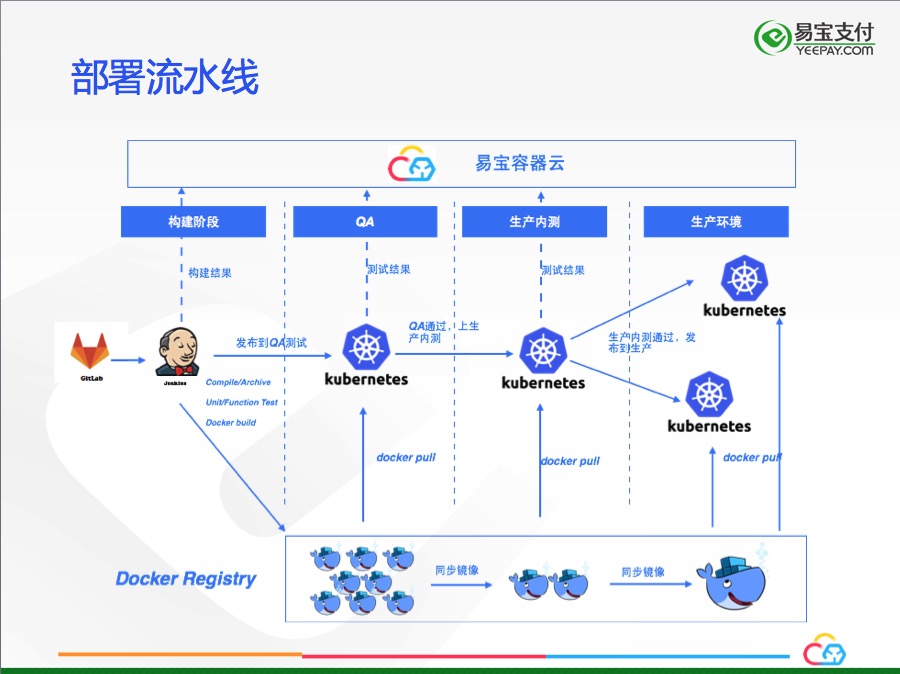 易宝支付
YEEPAY.COM
部署流水线
易宝容器云
构建阶段
QA
生产内测
生产环境
构建结果
测试结果
测试结果
GitLab
Jenkins
发布到QA测试
Compile/Archive
Unit/Function Test
Docker build
kubernetes
QA通过，上生
产内测
kubernetes
生产内测通过，发
布到生产
kubernetes
kubernetes
docker pull
docker pull
docker pull
Docker Registry
同步镜像
同步镜像